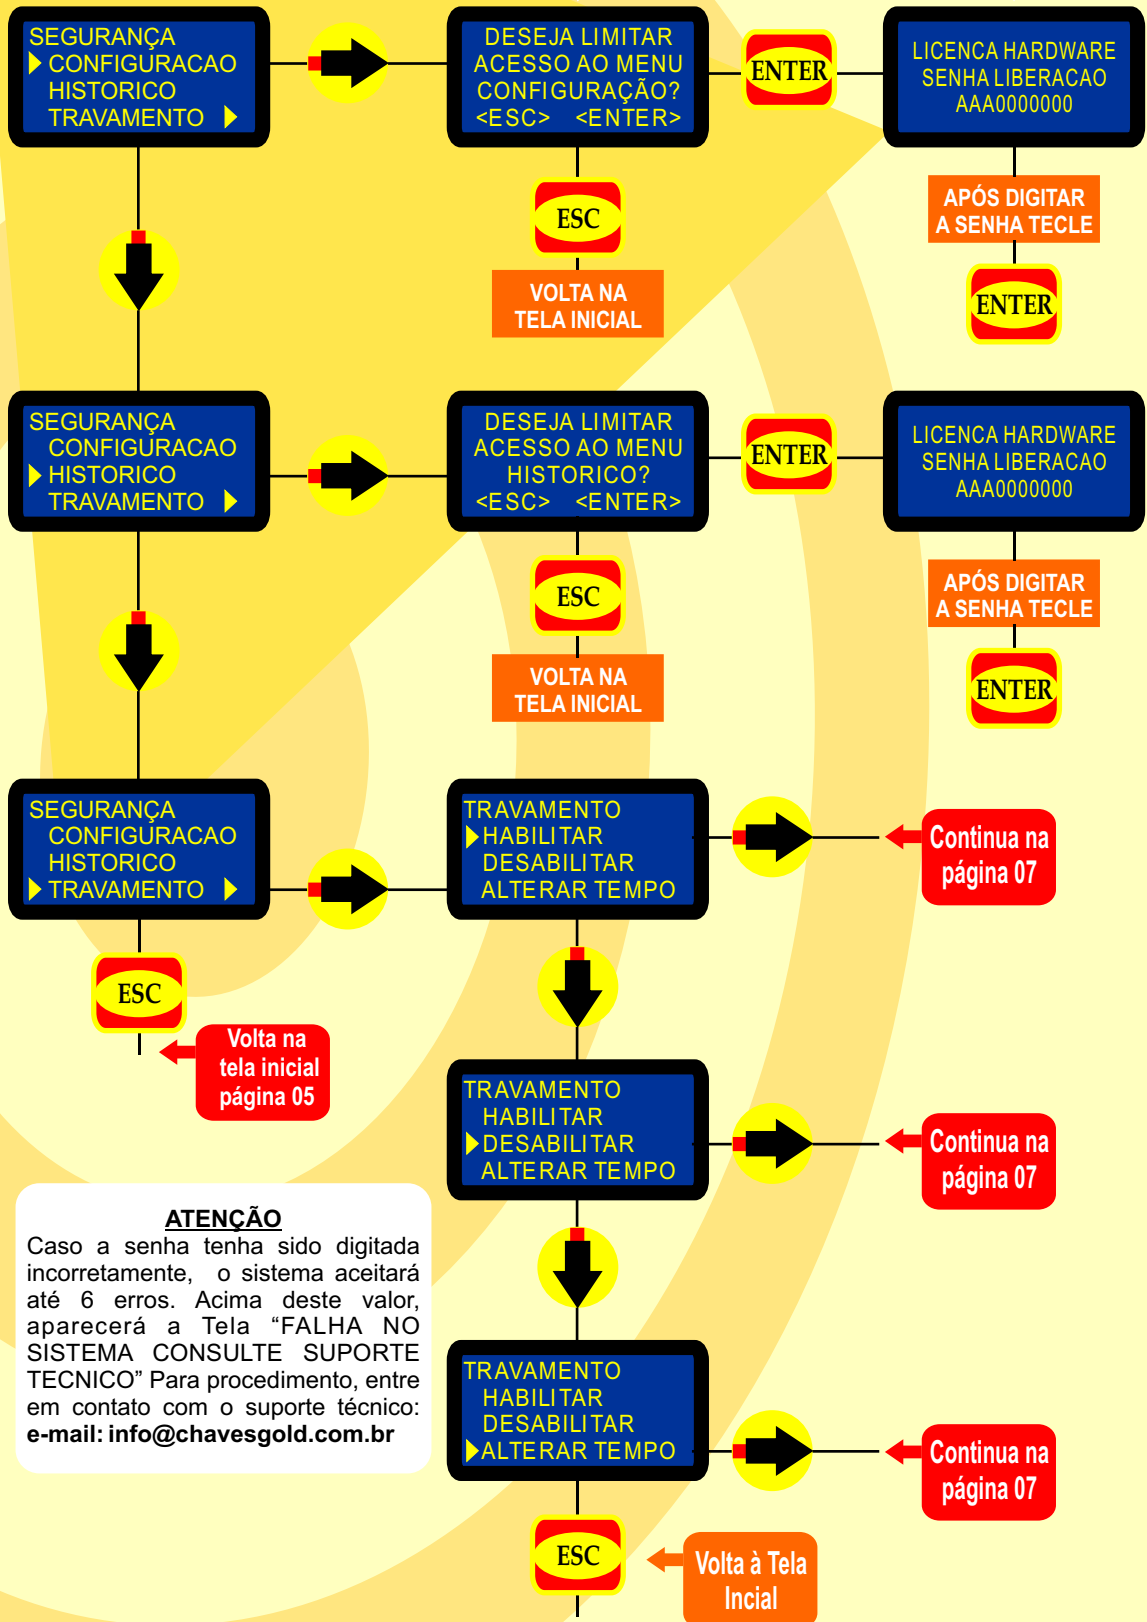 SEGURANÇA
CONFIGURACAO
HISTORICO
TRAVAMENTO
DESEJA LIMITAR
ACESSO AO MENU
CONFIGURAÇÃO?
<ESC> <ENTER>
ENTER
LICENCA HARDWARE
SENHA LIBERACAO
AAA0000000
ESC
VOLTA NA
TELA INICIAL
APÓS DIGITAR
A SENHA TECLE
ENTER
SEGURANÇA
CONFIGURACAO
HISTORICO
TRAVAMENTO
DESEJA LIMITAR
ACESSO AO MENU
HISTORICO?
<ESC> <ENTER>
ENTER
LICENCA HARDWARE
SENHA LIBERACAO
AAA0000000
ESC
VOLTA NA
TELA INICIAL
APÓS DIGITAR
A SENHA TECLE
ENTER
SEGURANÇA
CONFIGURACAO
HISTORICO
TRAVAMENTO
TRAVAMENTO
HABILITAR
DESABILITAR
ALTERAR TEMPO
Continua na
página 07
ESC
Volta na
tela inicial
página 05
TRAVAMENTO
HABILITAR
DESABILITAR
ALTERAR TEMPO
Continua na
página 07
ATENÇÃO
Caso a senha tenha sido digitada
incorretamente, o sistema aceitará
até 6 erros. Acima deste valor,
aparecerá a Tela “FALHA NO
SISTEMA CONSULTE SUPORTE
TECNICO” Para procedimento, entre
em contato com o suporte técnico:
e-mail: info@chavesgold.com.br
TRAVAMENTO
HABILITAR
DESABILITAR
ALTERAR TEMPO
Continua na
página 07
ESC
Volta à Tela
Incial